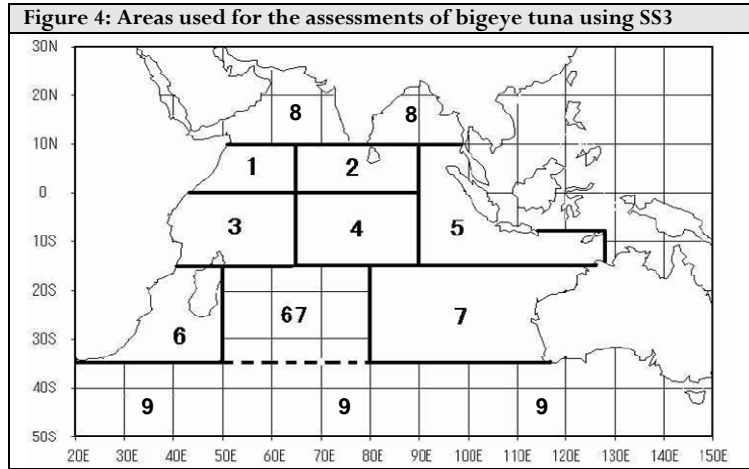 Figure 4: Areas used for the assessments of bigeye tuna using SS3
30N
20N
8 8
10N
1 2
0
3 4 5
10S
20S
67 7
6
30S
40S
9 9 9
50S
20E 30E 40E 50E 60E 70E 80E 90E 100E 110E 120E 130E 140E 150E